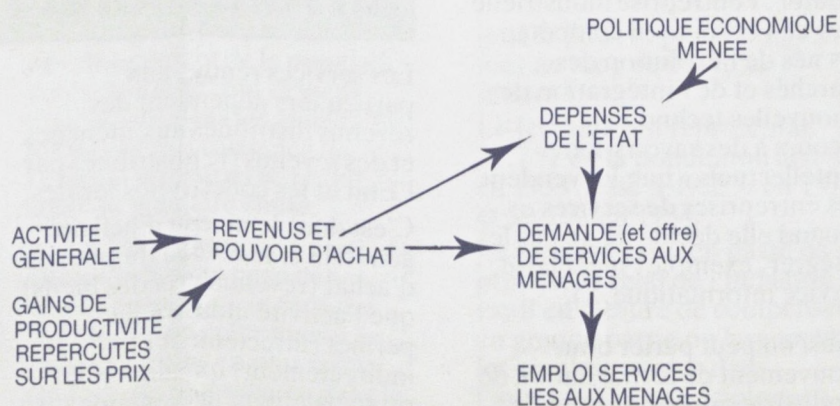 POLITIQUE ECONOMIQUE
MENEE
DEPENSES
DE L'ETAT
ACTIVITE
GENERALE
REVENUS ET
POUVOIR D'ACHAT
DEMANDE (et offre)
DE SERVICES AUX
MENAGES
GAINS DE
PRODUCTIVITE
REPERCUTES
SUR LES PRIX
EMPLOI SERVICES
LIES AUX MENAGES